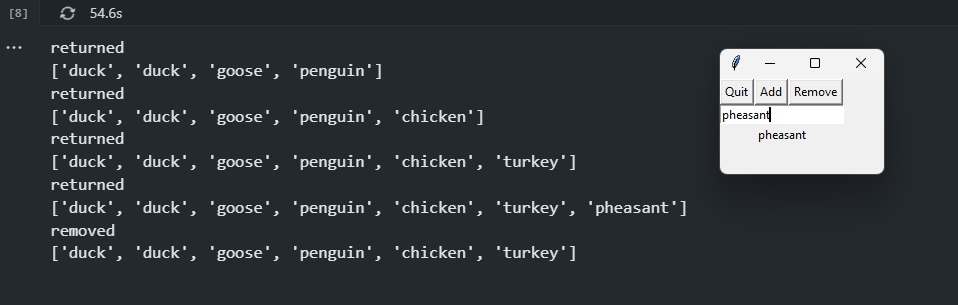 [8] 54.6s
...
returned
['duck', 'duck', 'goose', 'penguin']
returned
['duck', 'duck', 'goose', 'penguin', 'chicken']
returned
['duck', 'duck', 'goose', 'penguin', 'chicken', 'turkey']
returned
['duck', 'duck', 'goose', 'penguin', 'chicken', 'turkey', 'pheasant']
removed
['duck', 'duck', 'goose', 'penguin', 'chicken', 'turkey']
Quit Add Remove
pheasant
pheasant